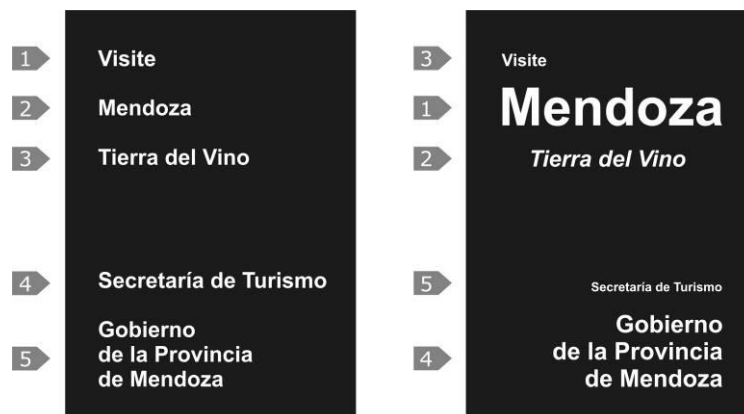 1 Visite
2 Mendoza
3 Tierra del Vino
4 Secretaría de Turismo
Gobierno
5 de la Provincia
de Mendoza
3 Visite
1 Mendoza
2 Tierra del Vino
5 Secretaría de Turismo
Gobierno
4 de la Provincia
de Mendoza